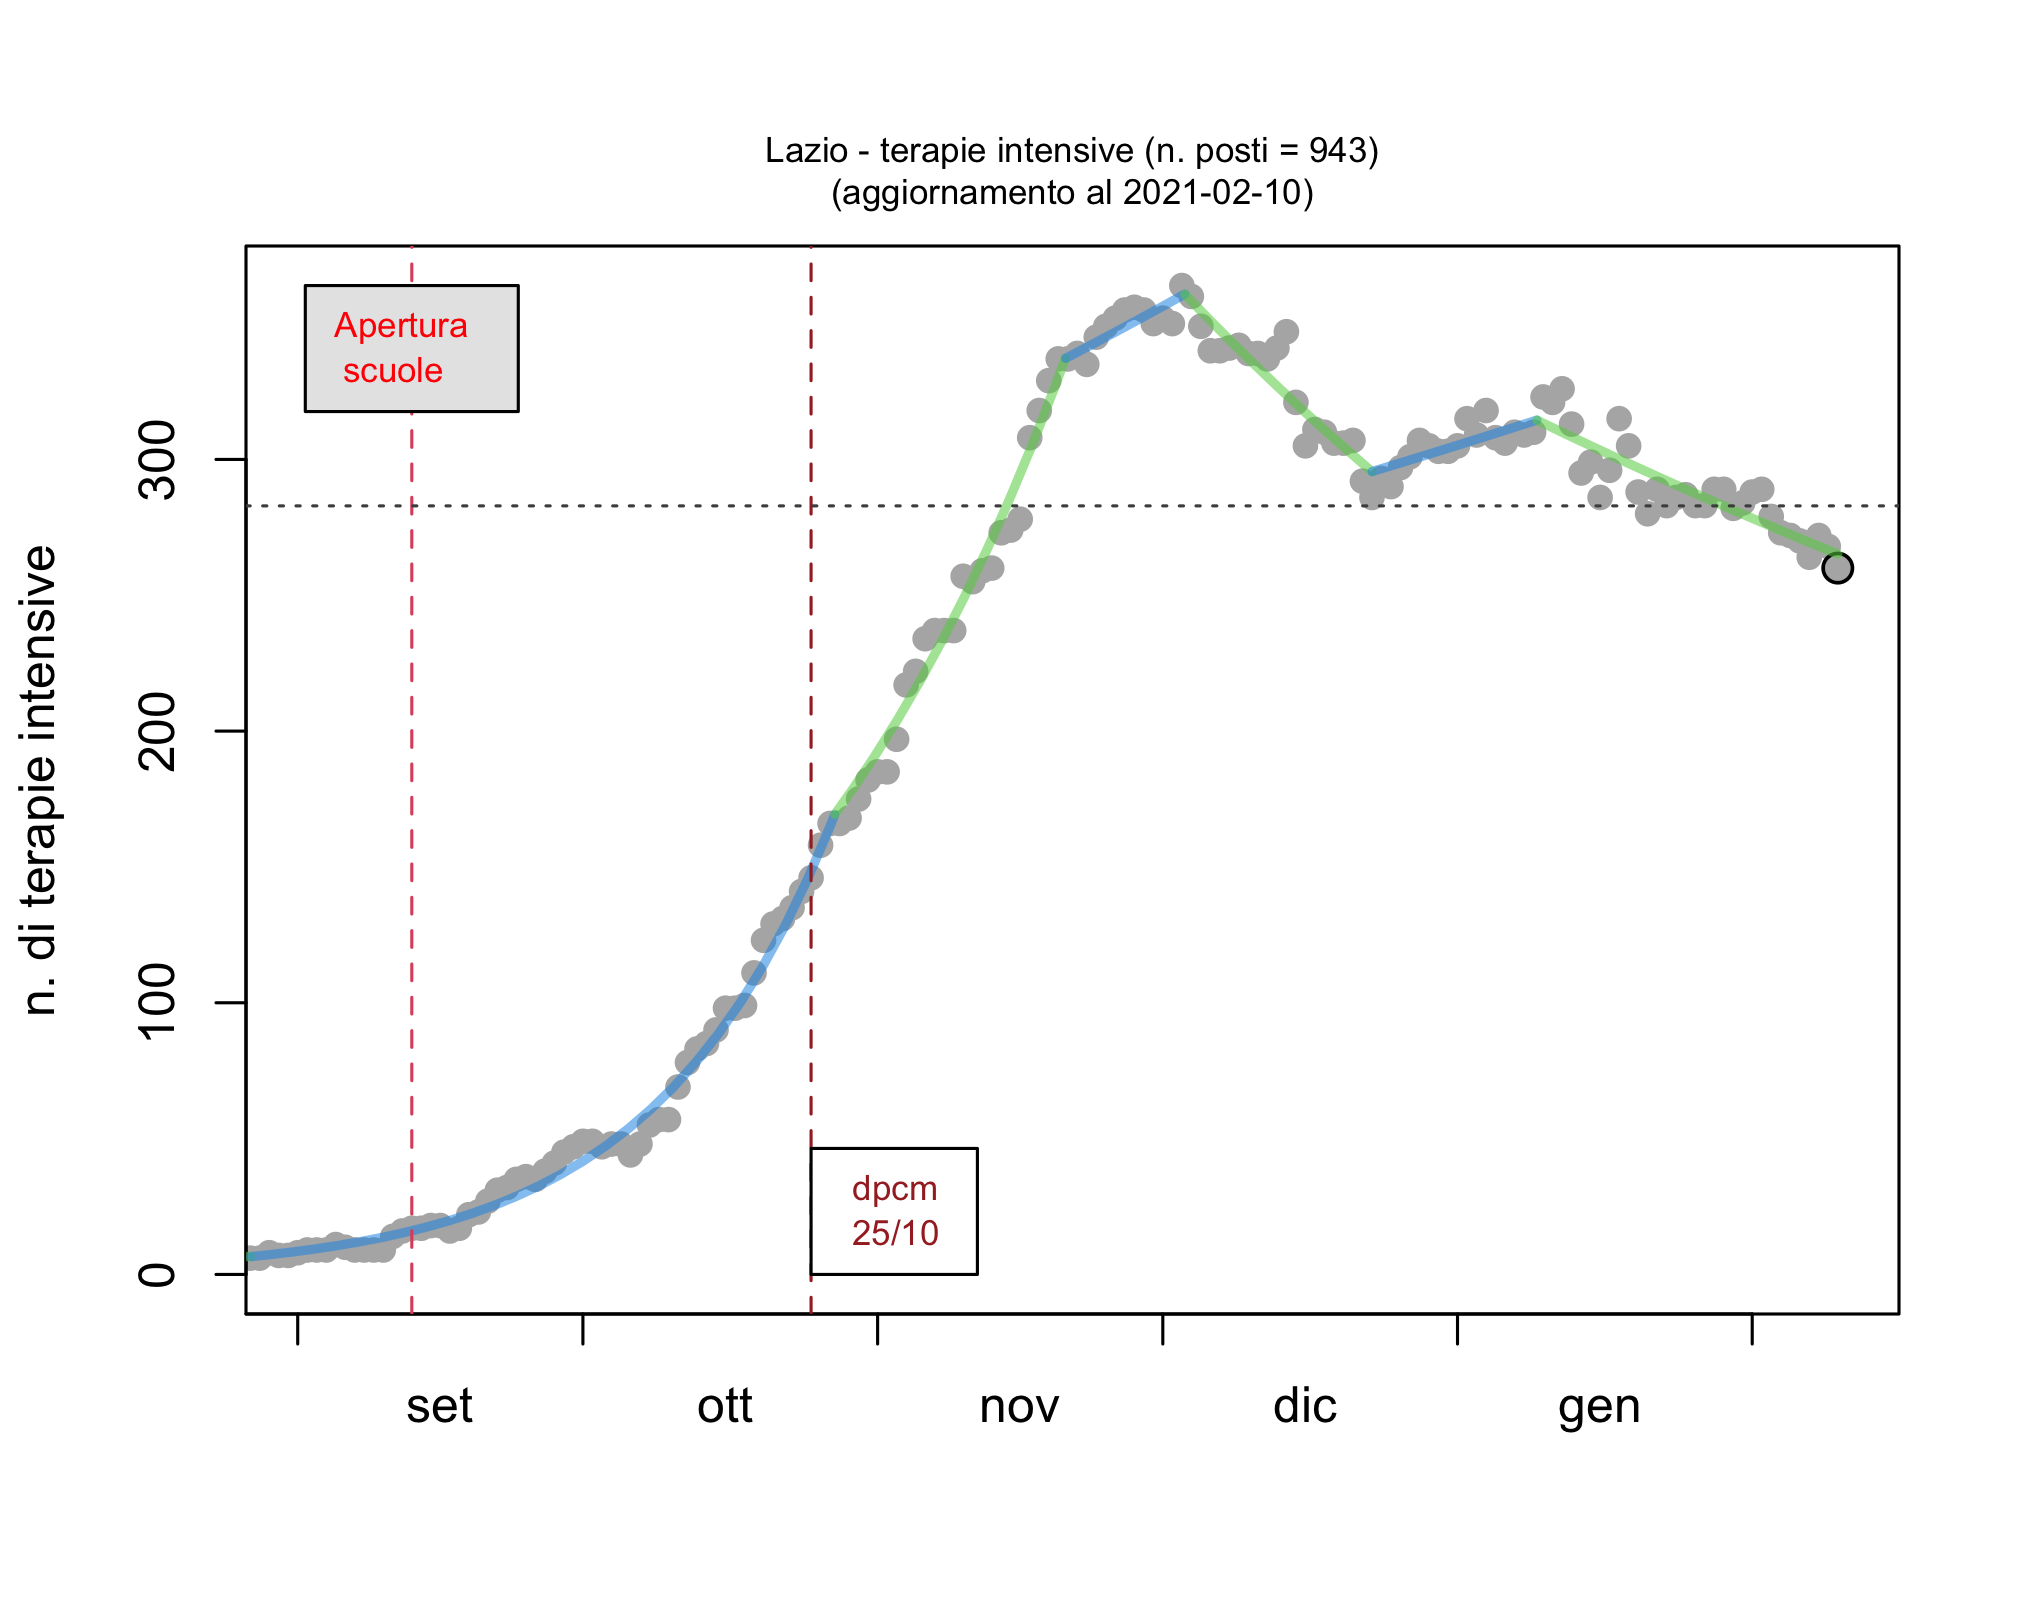 Lazio - terapie intensive (n. posti = 943)
(aggiornamento al 2021-02-10)
Apertura
scuole
n. di terapie intensive
300
200
100
0
dpcm
25/10
set
ott
nov
dic
gen